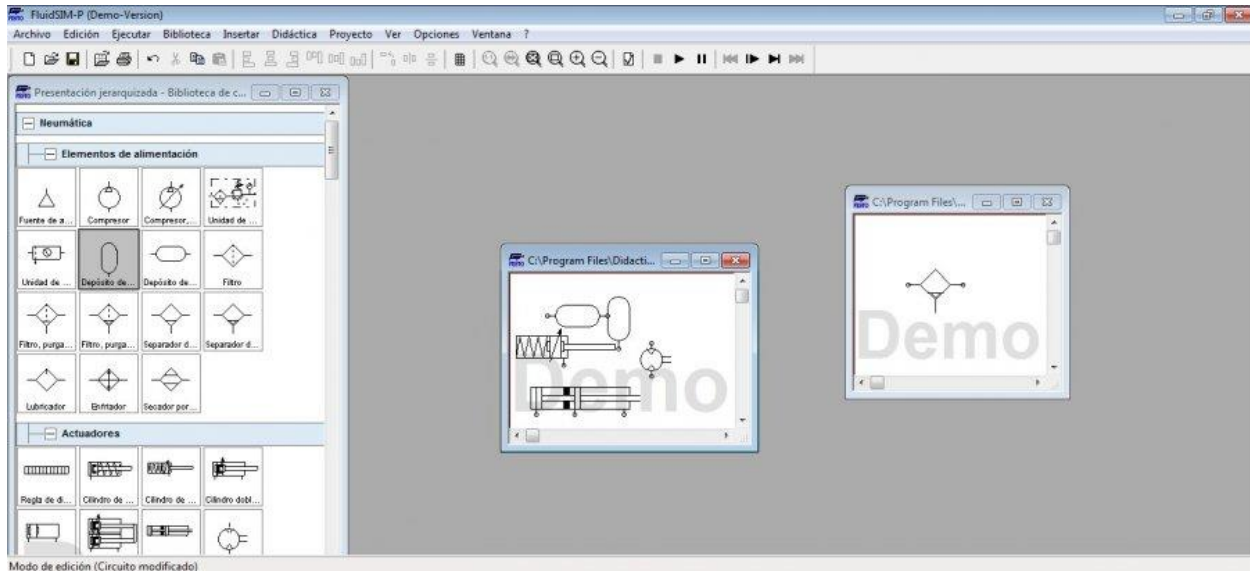 FluidSIM-P (Demo-Version)
Archivo Edición Ejecutar Biblioteca Insertar Didáctica Proyecto Ver Opciones Ventana ?
Presentación jerarquizada - Biblioteca de c...
Neumática
Elementos de alimentación
Fuente de a... Compresor Compresor,... Unidad de ...
Unidad de ... Depósito de... Depósito de... Filtro
Filtro, purga... Filtro, purga... Separador d... Separador d...
Lubricador Enfriador Secador por...
Actuadores
Regla de di... Cilindro de ... Cilindro de ... Cilindro dobl...
C:\Program Files\Didacti...
Demo
C:\Program Files\...
Demo
Modo de edición (Circuito modificado)